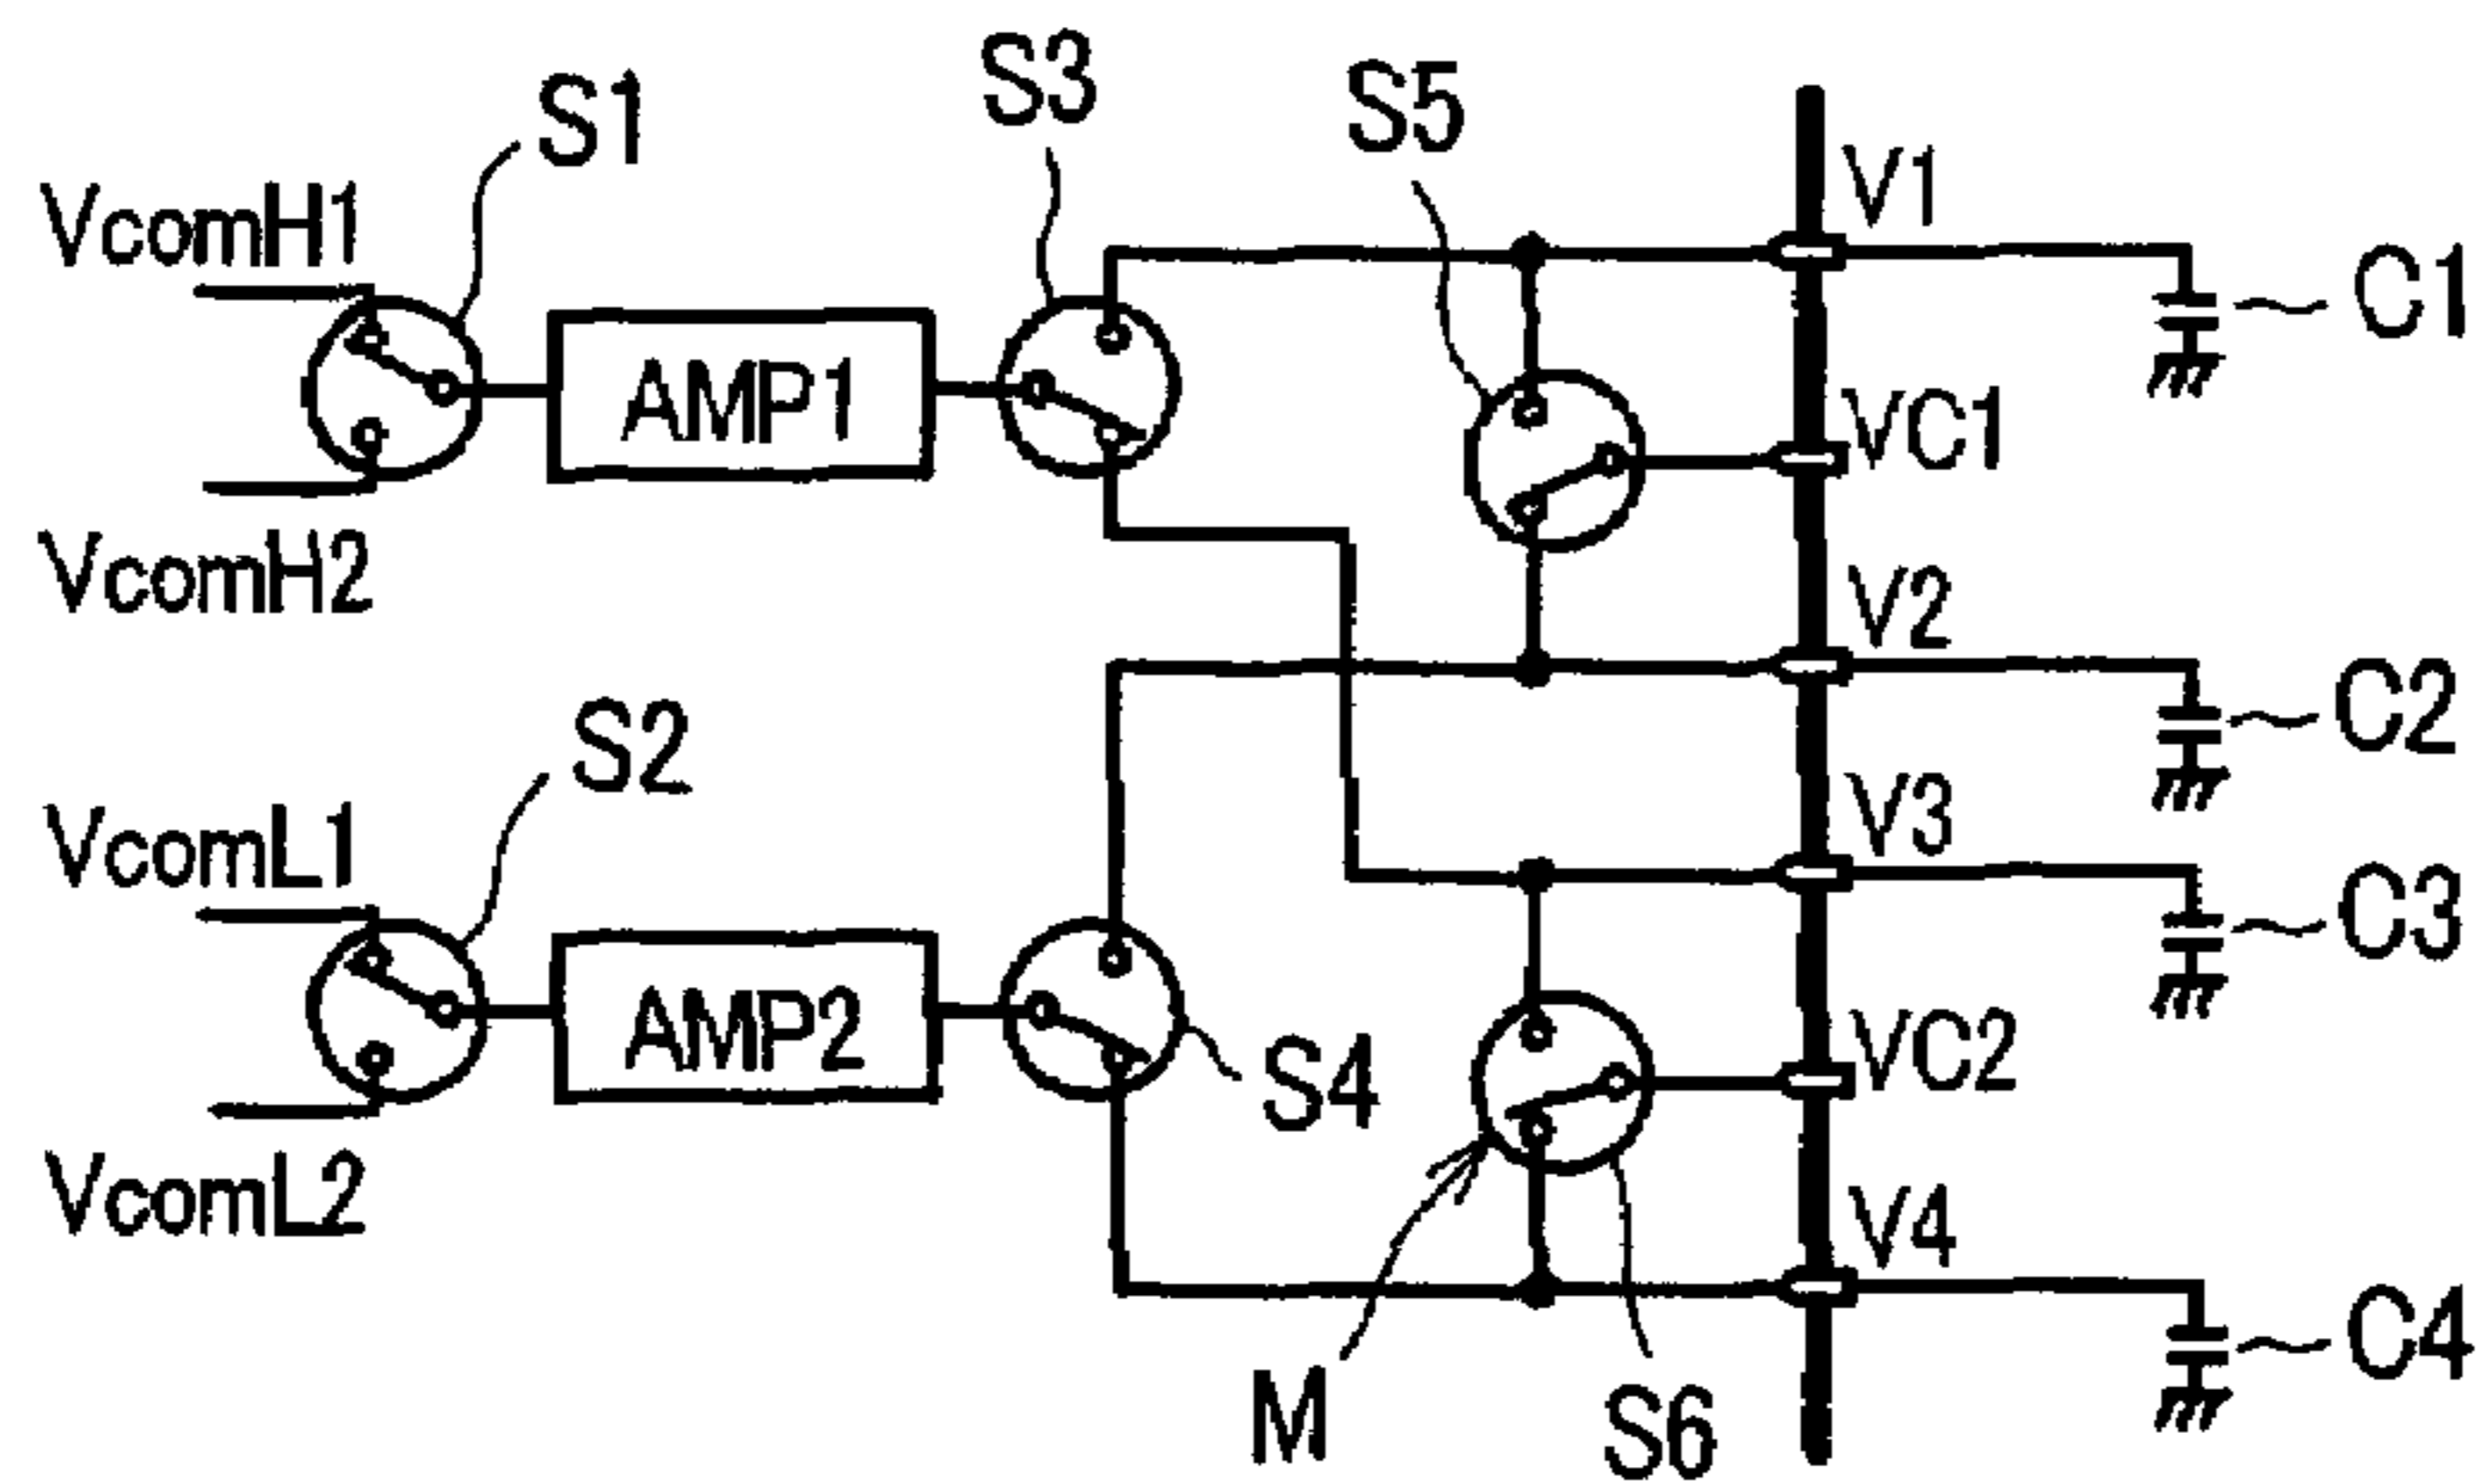 S1
S3
S5
V1
VcomH1
C1
AMP1
VC1
VcomH2
V2
S2
C2
VcomL1
V3
C3
AMP2
S4
VC2
VcomL2
V4
M
S6
C4